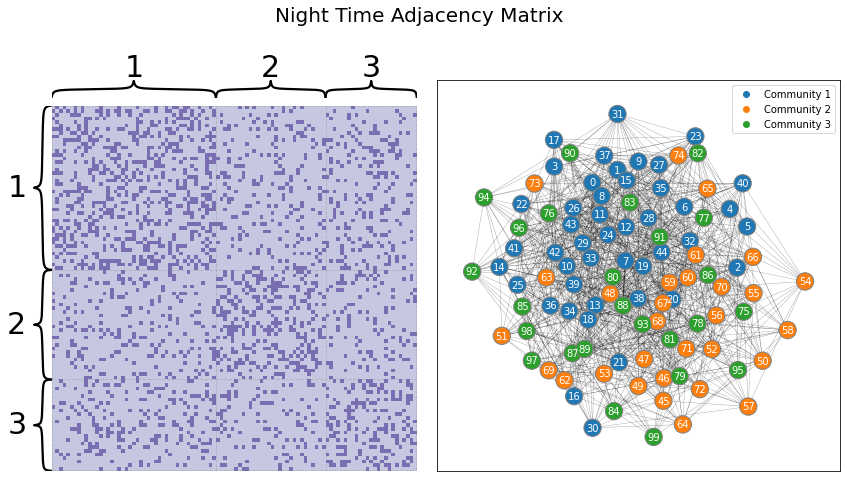 Night Time Adjacency Matrix
1 2 3
1
2
3
Community 1
Community 2
Community 3
31
17 23
90 37 74 82
3 1 9 27
73 0 15 35 65 40
94 8 83
22 76 26 11 28 6 77 4
96 43 24 12 91 5
41 42 29 44 32 61 66
92 14 10 33 7 19 86 2
25 63 39 80 59 60 70 54
85 36 34 13 48 38 67 20 55 75
18 88 93 68 78 56 58
51 98 81
97 87 89 21 47 71 52 50
69 62 53 49 46 79 72 95
16 84 45 57
30 99 64